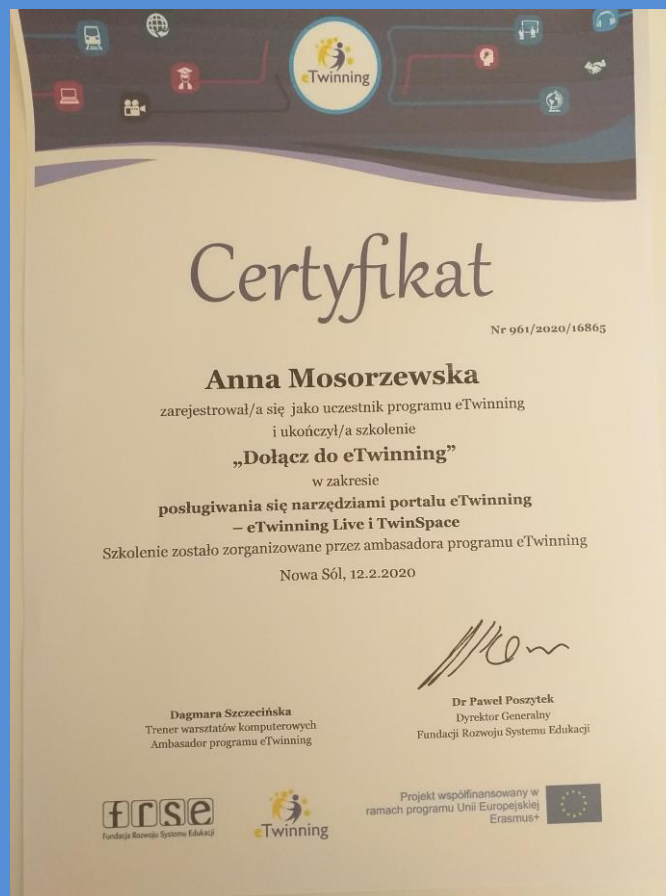 eTwinning
Certyfikat
Nr 961/2020/16865
Anna Mosorzewska
zarejestrował/a się jako uczestnik programu eTwinning
i ukończył/a szkolenie
„Dołącz do eTwinning”
w zakresie
posługiwania się narzędziami portalu eTwinning
– eTwinning Live i TwinSpace
Szkolenie zostało zorganizowane przez ambasadora programu eTwinning
Nowa Sól, 12.2.2020
Dagmara Szczecińska
Trener warsztatów komputerowych
Ambasador programu eTwinning
Dr Paweł Poszytek
Dyrektor Generalny
Fundacji Rozwoju Systemu Edukacji
frse
Fundacja Rozwoju Systemu Edukacji
eTwinning
Projekt współfinansowany w
ramach programu Unii Europejskiej
Erasmus+